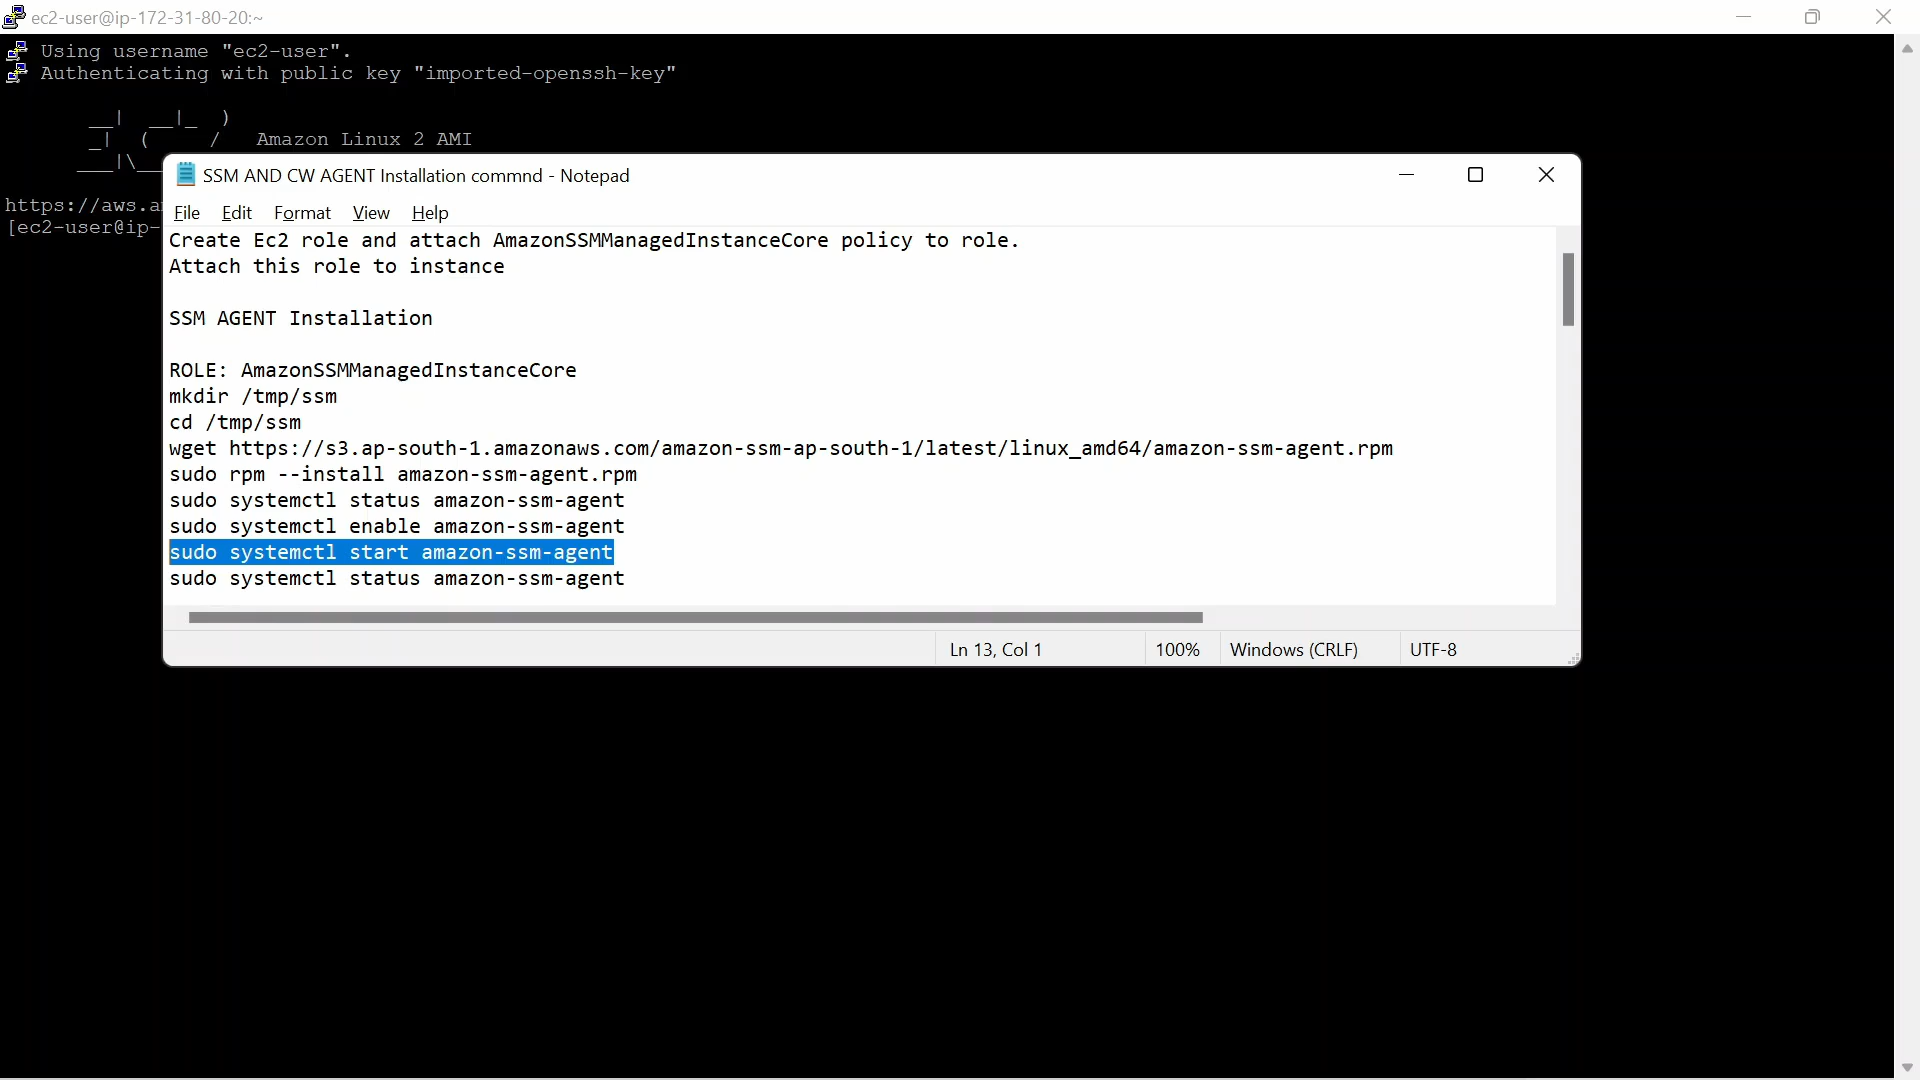 ec2-user@ip-172-31-80-20:~
Using username "ec2-user".
Authenticating with public key "imported-openssh-key"
__|  __|_  )
_|  (     /   Amazon Linux 2 AMI
___|\__
https://aws.a
[ec2-user@ip-
SSM AND CW AGENT Installation commnd - Notepad
File Edit Format View Help
Create Ec2 role and attach AmazonSSMManagedInstanceCore policy to role.
Attach this role to instance
SSM AGENT Installation
ROLE: AmazonSSMManagedInstanceCore
mkdir /tmp/ssm
cd /tmp/ssm
wget https://s3.ap-south-1.amazonaws.com/amazon-ssm-ap-south-1/latest/linux_amd64/amazon-ssm-agent.rpm
sudo rpm --install amazon-ssm-agent.rpm
sudo systemctl status amazon-ssm-agent
sudo systemctl enable amazon-ssm-agent
sudo systemctl start amazon-ssm-agent
sudo systemctl status amazon-ssm-agent
Ln 13, Col 1 100% Windows (CRLF) UTF-8